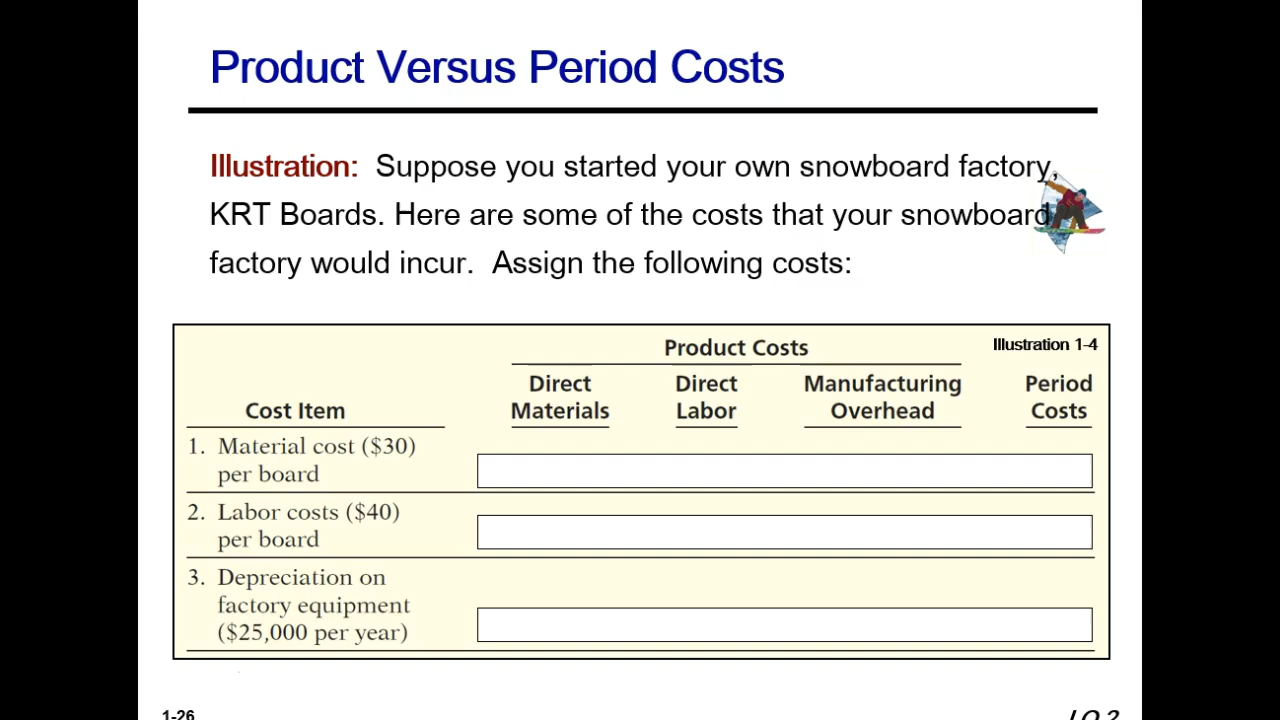 Product Versus Period Costs
Illustration: Suppose you started your own snowboard factory,
KRT Boards. Here are some of the costs that your snowboard
factory would incur. Assign the following costs:
Product Costs
Illustration 1-4
Cost Item
Direct Materials
Direct Labor
Manufacturing Overhead
Period Costs
1. Material cost ($30)
per board
2. Labor costs ($40)
per board
3. Depreciation on
factory equipment
($25,000 per year)
1-26
LO 2